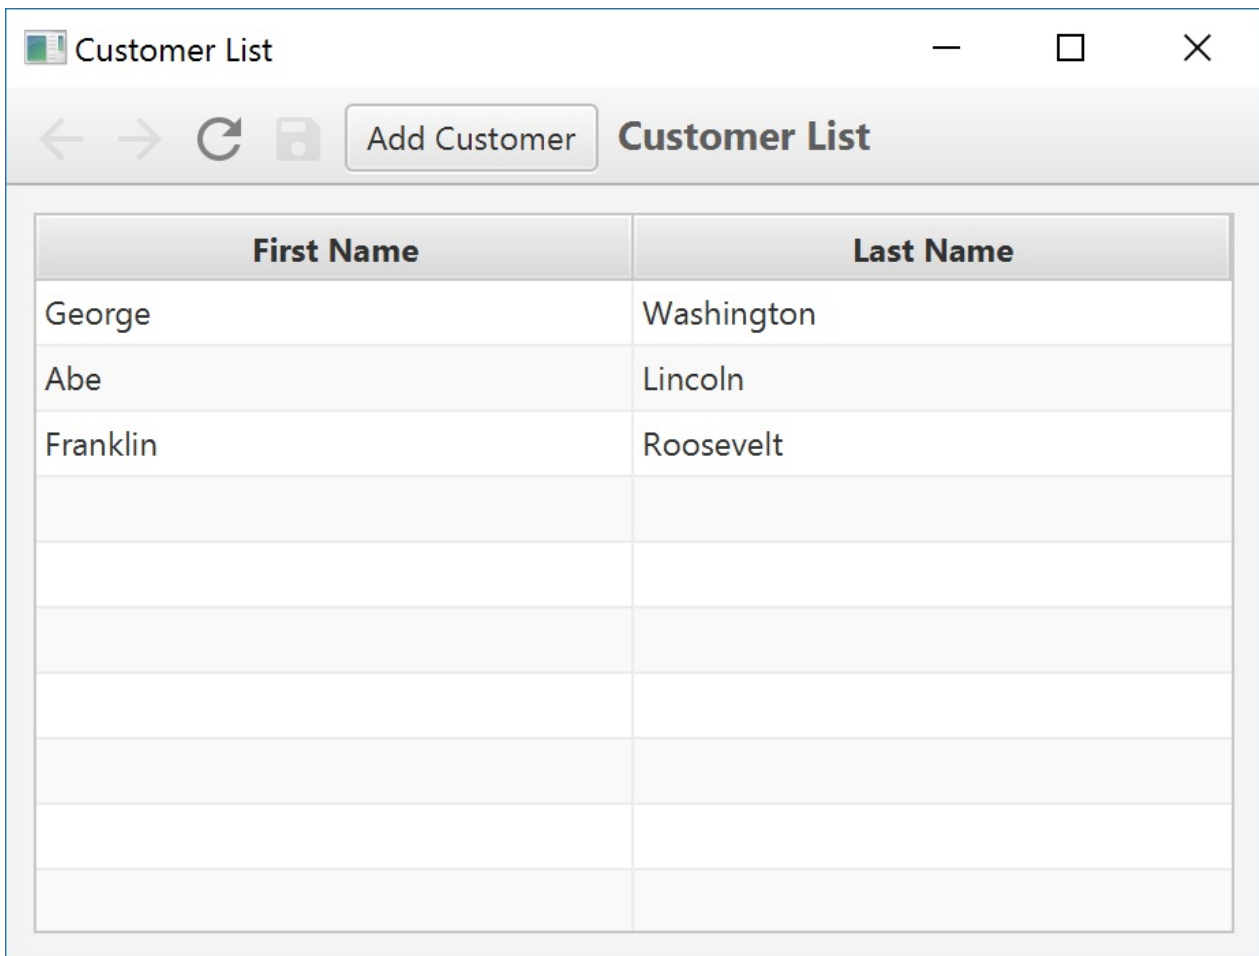 Customer List
Add Customer Customer List
First Name Last Name
George Washington
Abe Lincoln
Franklin Roosevelt